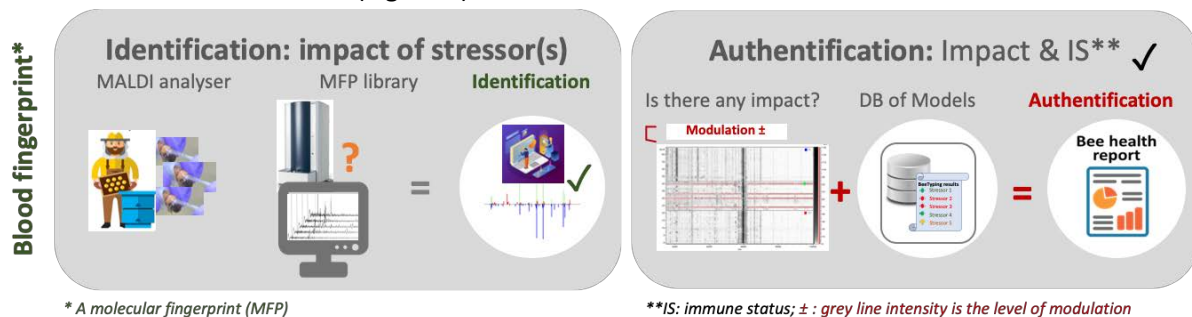 Blood fingerprint*
Identification: impact of stressor(s)
MALDI analyser
MFP library
Identification
?
=
Authentification: Impact & IS**
Is there any impact?
DB of Models
Authentification
Modulation ±
+
BeeTyping results
Stressor 1
Stressor 2
Stressor 3
Stressor 4
Stressor 5
=
Bee health
report
* A molecular fingerprint (MFP)
**IS: immune status; ± : grey line intensity is the level of modulation